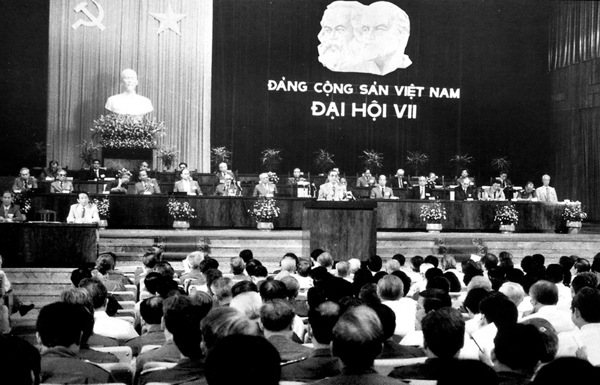 ĐẢNG CỘNG SẢN VIỆT NAM
ĐẠI HỘI VII